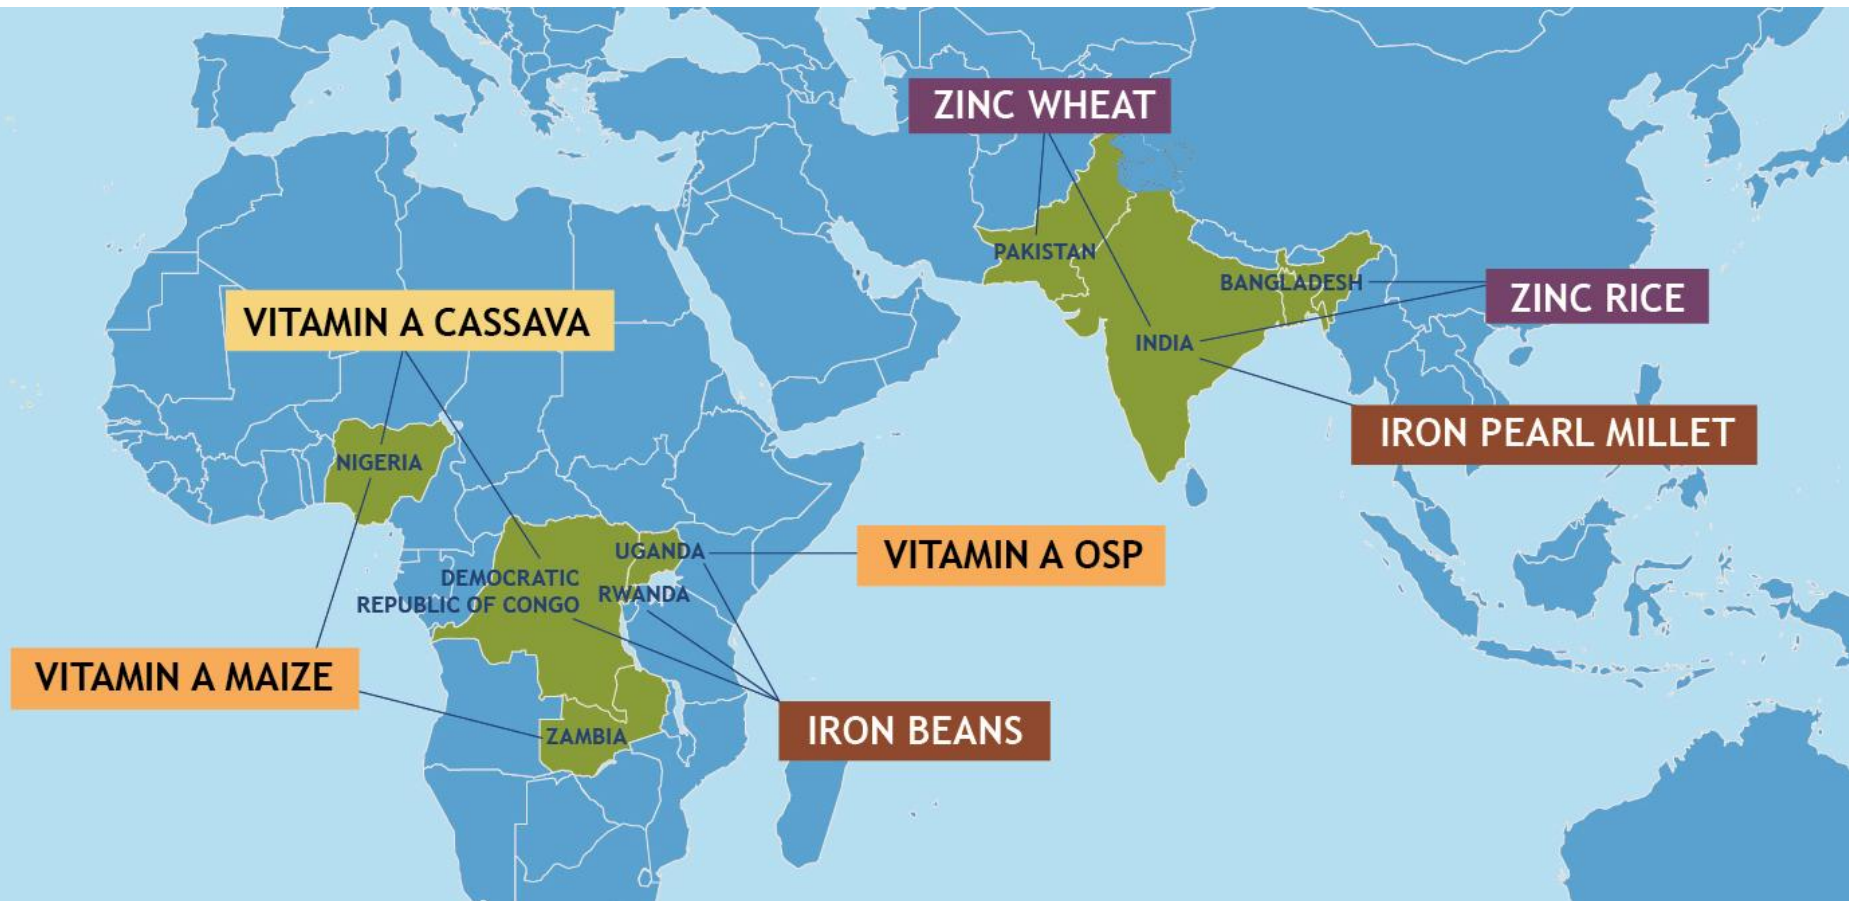 ZINC WHEAT
PAKISTAN
BANGLADESH
ZINC RICE
VITAMIN A CASSAVA
INDIA
IRON PEARL MILLET
NIGERIA
UGANDA
VITAMIN A OSP
DEMOCRATIC
REPUBLIC OF CONGO
RWANDA
VITAMIN A MAIZE
ZAMBIA
IRON BEANS